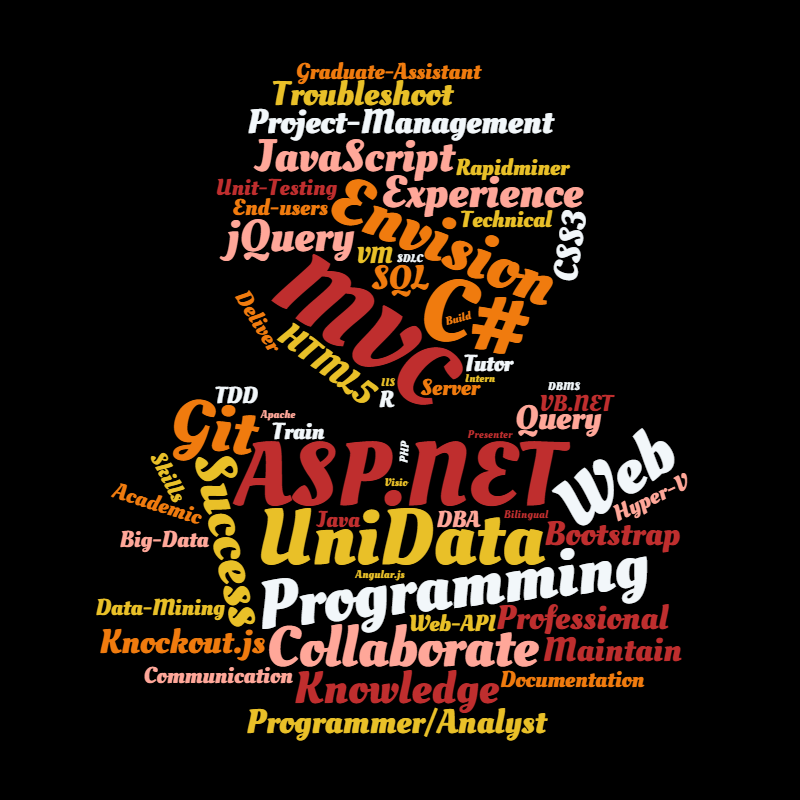 Graduate-Assistant
Troubleshoot
Project-Management
JavaScript
Rapidminer
Unit-Testing
Experience
End-users
Envision
Technical
CSS3
jQuery
VM
SDLC
SQL
MVC
C#
Build
Deliver
HTML5
Tutor
Intern
IIS
Server
R
DBMS
TDD
VB.NET
Git
Apache
Query
Train
Presenter
PHP
ASP.NET
Web
Skills
Success
Visio
Hyper-V
Academic
Java
UniData
DBA
Bilingual
Bootstrap
Big-Data
Angular.js
Programming
Data-Mining
Web-API
Professional
Knockout.js
Collaborate
Maintain
Communication
Knowledge
Documentation
Programmer/Analyst